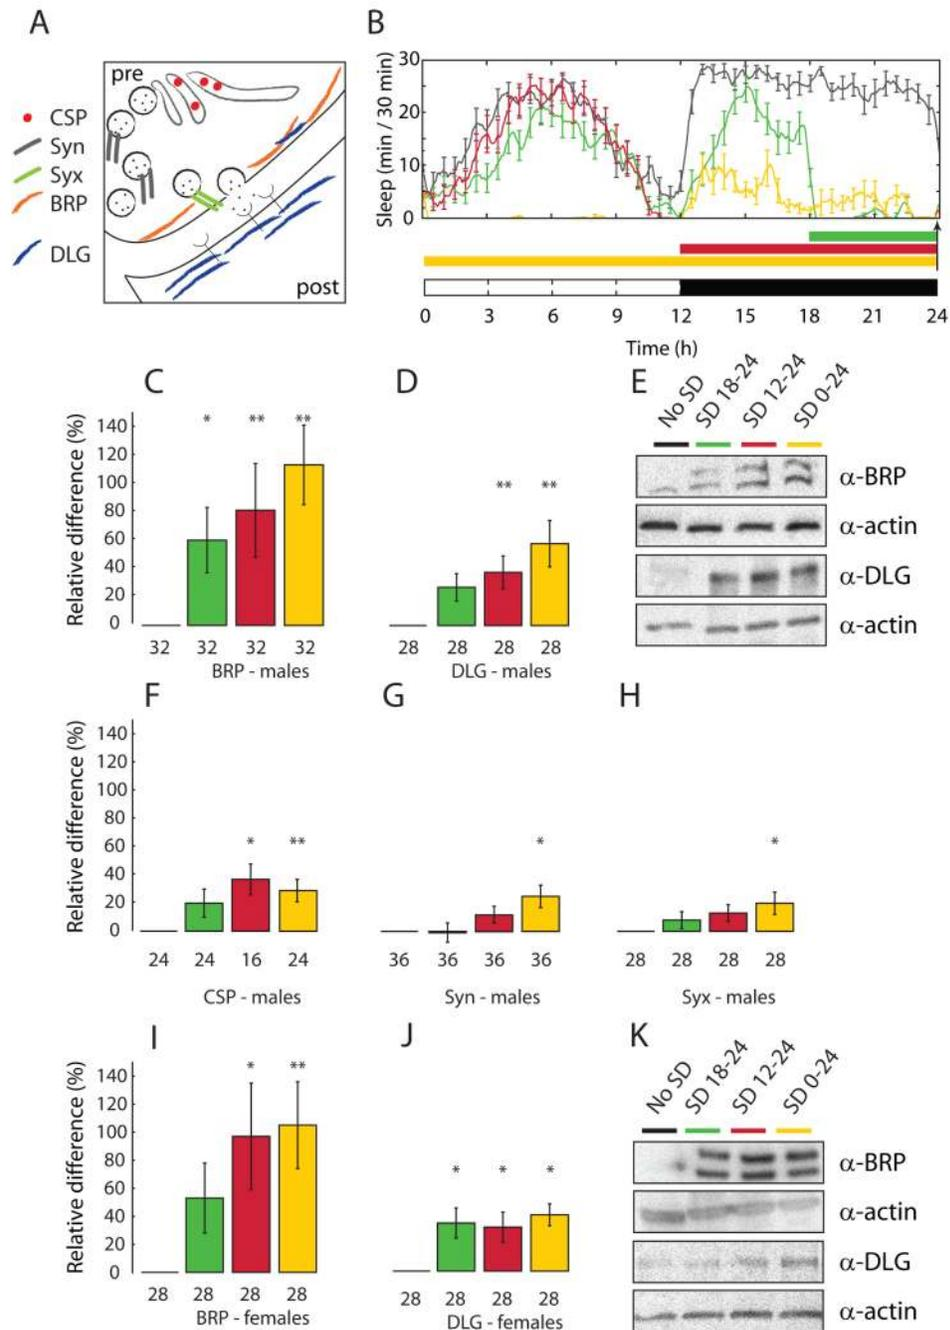 A
pre
post
CSP
Syn
Syx
BRP
DLG
B
Sleep (min / 30 min)
30
20
10
0
0 3 6 9 12 15 18 21 24
Time (h)
C
Relative difference (%)
140
120
100
80
60
40
20
0
* ** **
32 32 32 32
BRP - males
D
** **
28 28 28 28
DLG - males
E
No SD
SD 18-24
SD 12-24
SD 0-24
α-BRP
α-actin
α-DLG
α-actin
F
Relative difference (%)
140
120
100
80
60
40
20
0
* **
24 24 16 24
CSP - males
G
*
36 36 36 36
Syn - males
H
*
28 28 28 28
Syx - males
I
Relative difference (%)
140
120
100
80
60
40
20
0
* **
28 28 28 28
BRP - females
J
* * *
28 28 28 28
DLG - females
K
No SD
SD 18-24
SD 12-24
SD 0-24
α-BRP
α-actin
α-DLG
α-actin